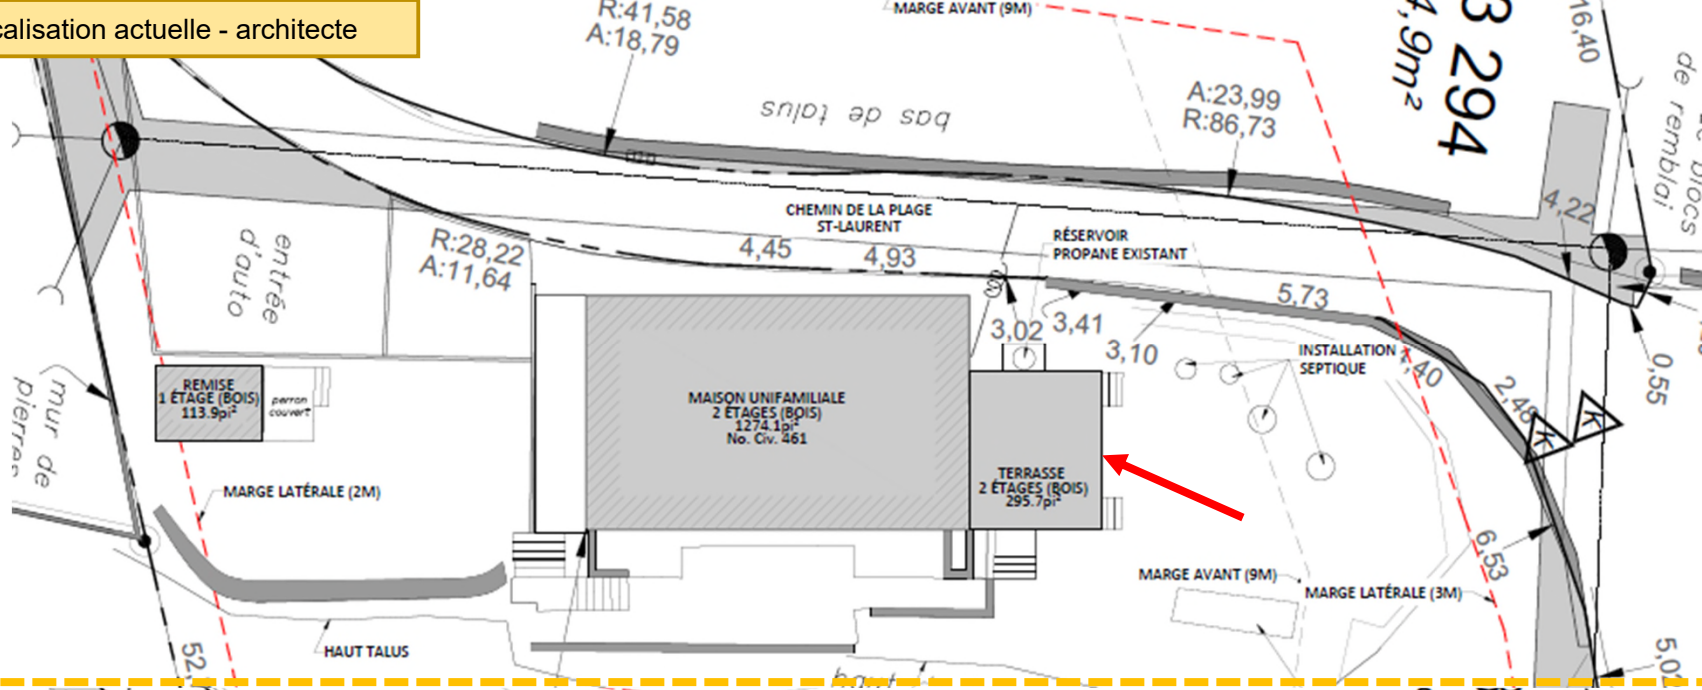 calisation actuelle - architecte
MARGE AVANT (9M)
R:41,58
A:18,79
bas de talus
A:23,99
R:86,73
3 294
4,9m²
16,40
de remblai
4,22
CHEMIN DE LA PLAGE
ST-LAURENT
RÉSERVOIR
PROPANE EXISTANT
4,45
4,93
R:28,22
A:11,64
entrée
d'auto
5,73
3,02
3,41
3,10
INSTALLATION
SEPTIQUE
2,48
0,55
K
K
mur de
pierres
REMISE
1 ÉTAGE (BOIS)
113.9pi²
perron
couvert
MAISON UNIFAMILIALE
2 ÉTAGES (BOIS)
1274.1pi²
No. Civ. 461
TERRASSE
2 ÉTAGES (BOIS)
295.7pi²
MARGE LATÉRALE (2M)
6,53
MARGE AVANT (9M)
MARGE LATÉRALE (3M)
HAUT TALUS
52,
haut
5,02